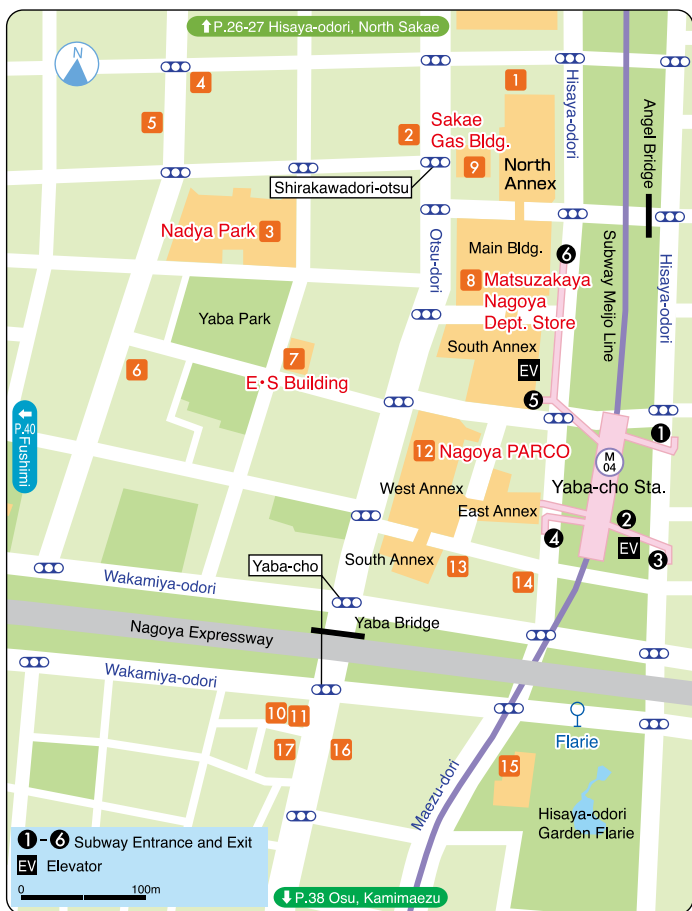 ↑P.26-27 Hisaya-odori, North Sakae
N
4
1
5
2
Sakae
Gas Bldg.
9
North
Annex
Hisaya-odori
Angel Bridge
Shirakawadori-otsu
Nadya Park 3
Otsu-dori
Main Bldg.
6
8 Matsuzakaya
Nagoya
Dept. Store
Subway Meijo Line
Hisaya-odori
Yaba Park
South Annex
EV
7
E・S Building
6
5
←
P.40
Fushimi
1
12 Nagoya PARCO
M
04
Yaba-cho Sta.
West Annex
East Annex
2
4
EV
3
South Annex
13
14
Yaba-cho
Wakamiya-odori
Yaba Bridge
Nagoya Expressway
Wakamiya-odori
10
11
17
16
Flarie
15
Maezu-dori
Hisaya-odori
Garden Flarie
1-6 Subway Entrance and Exit
EV Elevator
0 100m
↓P.38 Osu, Kamimaezu